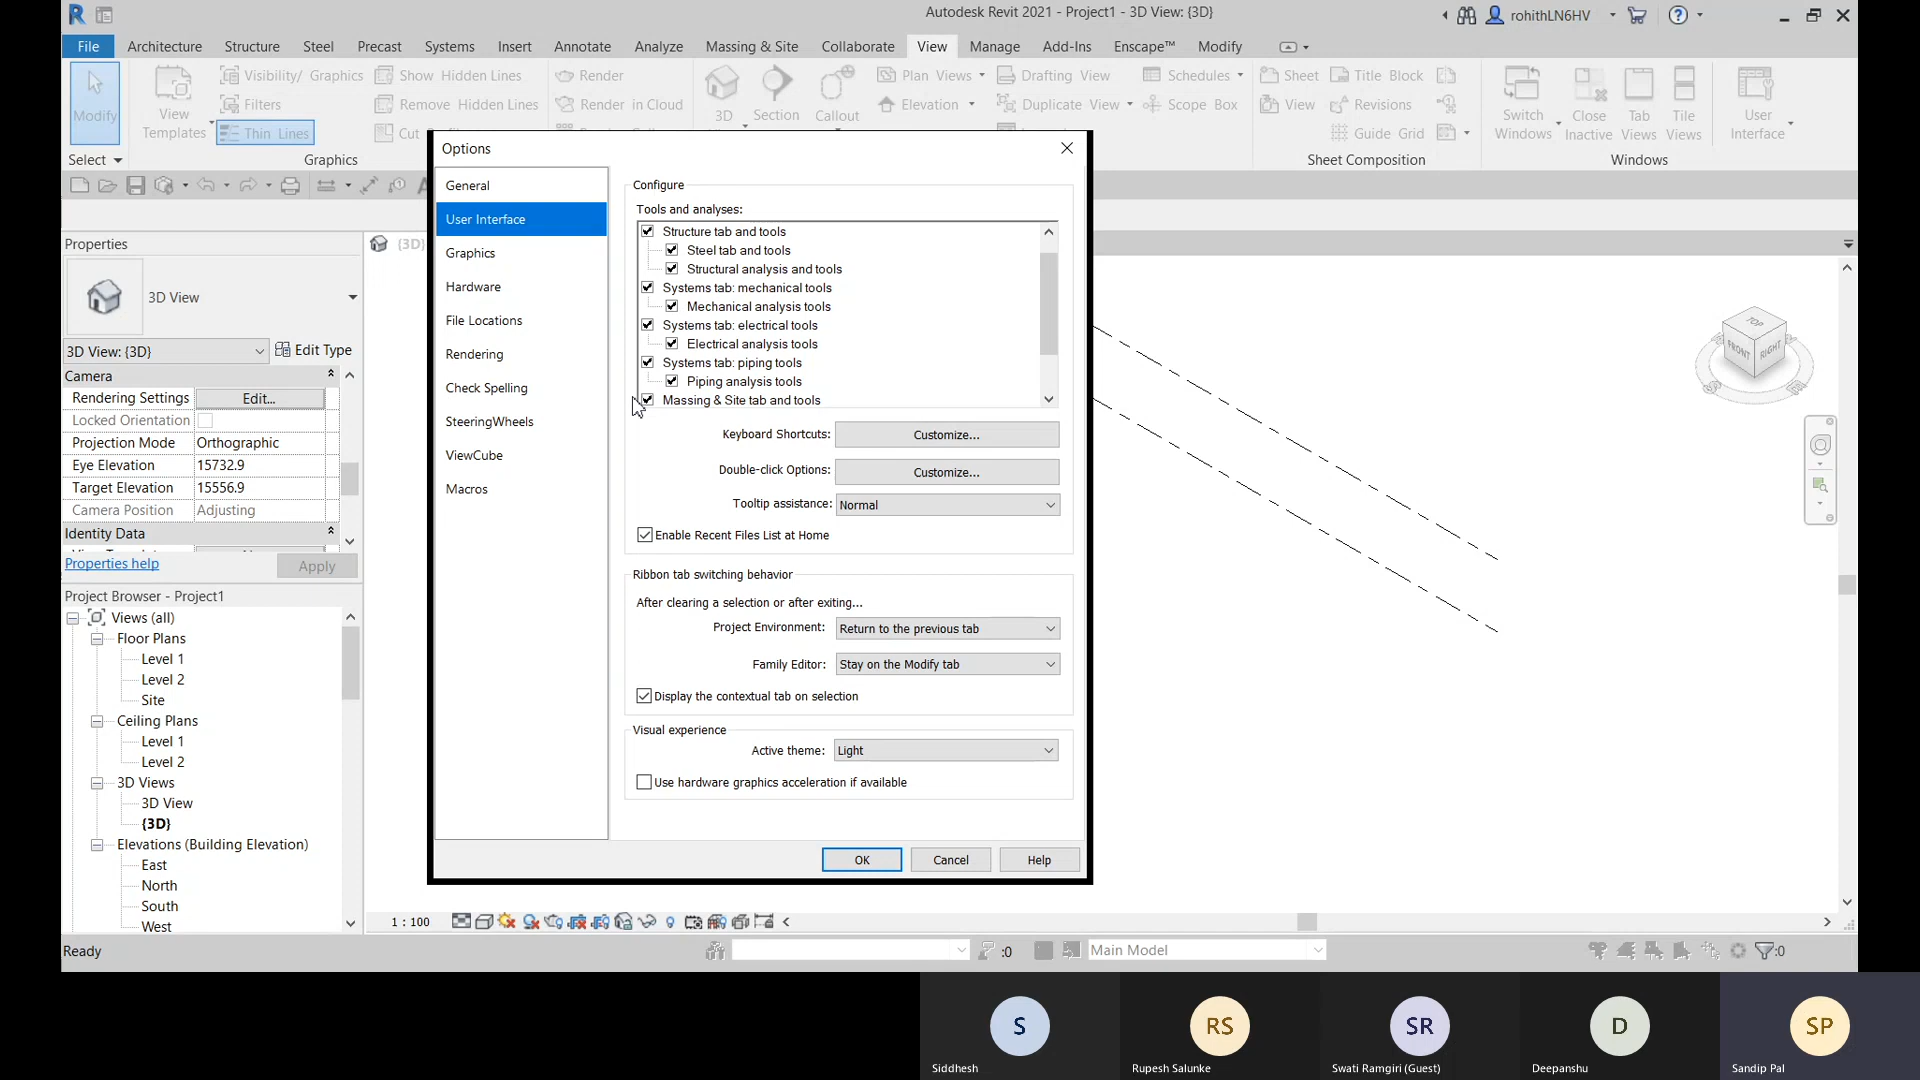 Autodesk Revit 2021 - Project1 - 3D View: {3D}
rohithLN6HV
File Architecture Structure Steel Precast Systems Insert Annotate Analyze Massing & Site Collaborate View Manage Add-Ins Enscape™ Modify
Modify
View Templates
Visibility/ Graphics
Filters
Thin Lines
Show Hidden Lines
Remove Hidden Lines
Cut
Render
Render in Cloud
3D
Section
Callout
Plan Views
Elevation
Drafting View
Duplicate View
Schedules
Scope Box
Sheet
View
Title Block
Revisions
Guide Grid
Switch Windows
Close Inactive
Tab Views
Tile Views
User Interface
Select
Graphics
Sheet Composition
Windows
Properties
3D View
3D View: {3D}
Edit Type
Camera
Rendering Settings Edit...
Locked Orientation
Projection Mode Orthographic
Eye Elevation 15732.9
Target Elevation 15556.9
Camera Position Adjusting
Identity Data
Properties help
Apply
Project Browser - Project1
Views (all)
Floor Plans
Level 1
Level 2
Site
Ceiling Plans
Level 1
Level 2
3D Views
3D View
{3D}
Elevations (Building Elevation)
East
North
South
West
{3D}
Options
General
User Interface
Graphics
Hardware
File Locations
Rendering
Check Spelling
SteeringWheels
ViewCube
Macros
Configure
Tools and analyses:
Structure tab and tools
Steel tab and tools
Structural analysis and tools
Systems tab: mechanical tools
Mechanical analysis tools
Systems tab: electrical tools
Electrical analysis tools
Systems tab: piping tools
Piping analysis tools
Massing & Site tab and tools
Keyboard Shortcuts: Customize...
Double-click Options: Customize...
Tooltip assistance: Normal
Enable Recent Files List at Home
Ribbon tab switching behavior
After clearing a selection or after exiting...
Project Environment: Return to the previous tab
Family Editor: Stay on the Modify tab
Display the contextual tab on selection
Visual experience
Active theme: Light
Use hardware graphics acceleration if available
OK Cancel Help
TOP
FRONT
RIGHT
1 : 100
Ready
:0
Main Model
:0
S
Siddhesh
RS
Rupesh Salunke
SR
Swati Ramgiri (Guest)
D
Deepanshu
SP
Sandip Pal